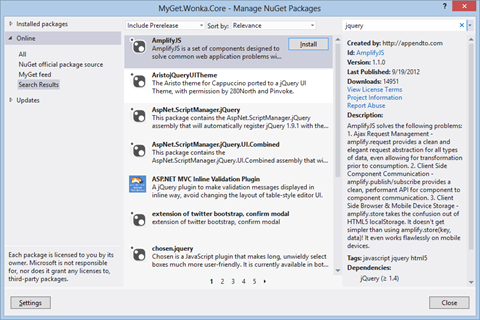 MyGet.Wonka.Core - Manage NuGet Packages
Installed packages
Online
All
NuGet official package source
MyGet feed
Search Results
Updates
Each package is licensed to you by its
owner. Microsoft is not responsible
for, nor does it grant any licenses to,
third-party packages.
Settings
Include Prerelease
Sort by: Relevance
AmplifyJS
AmplifyJS is a set of components designed to
solve common web application problems wi...
Install
AristoJqueryUITheme
The Aristo theme for Cappuccino ported to a jQuery UI
Theme, with permission by 280North and Pinvoke.
AspNet.ScriptManager.jQuery
This package contains the AspNet.ScriptManager.jQuery
assembly that will automatically register jQuery 1.9.1 with the...
AspNet.ScriptManager.jQuery.UI.Combined
This package contains the
AspNet.ScriptManager.jQuery.UI.Combined assembly that wi...
ASP.NET MVC Inline Validation Plugin
A jQuery plugin to make validation messages displayed in
inline way, avoid changing the layout of table-style editor UI.
extension of twitter bootstrap, confirm modal
extension of twitter bootstrap, confirm modal
chosen.jquery
Chosen is a JavaScript plugin that makes long, unwieldy select
boxes much more user-friendly. It is currently available in bot...
1 2 3 4 5
jquery
Created by: http://appendto.com
Id: AmplifyJS
Version: 1.1.0
Last Published: 9/19/2012
Downloads: 14951
View License Terms
Project Information
Report Abuse
Description:
AmplifyJS solves the following problems:
1. Ajax Request Management -
amplify.request provides a clean and
elegant request abstraction for all types
of data, even allowing for transformation
prior to consumption. 2. Client Side
Component Communication -
amplify.publish/subscribe provides a
clean, performant API for component to
component communication. 3. Client Side
Browser & Mobile Device Storage -
amplify.store takes the confusion out of
HTML5 localStorage. It doesn't get
simpler than using amplify.store(key,
data)! It even works flawlessly on mobile
devices.
Tags: javascript jquery html5
Dependencies:
jQuery (≥ 1.4)
Close